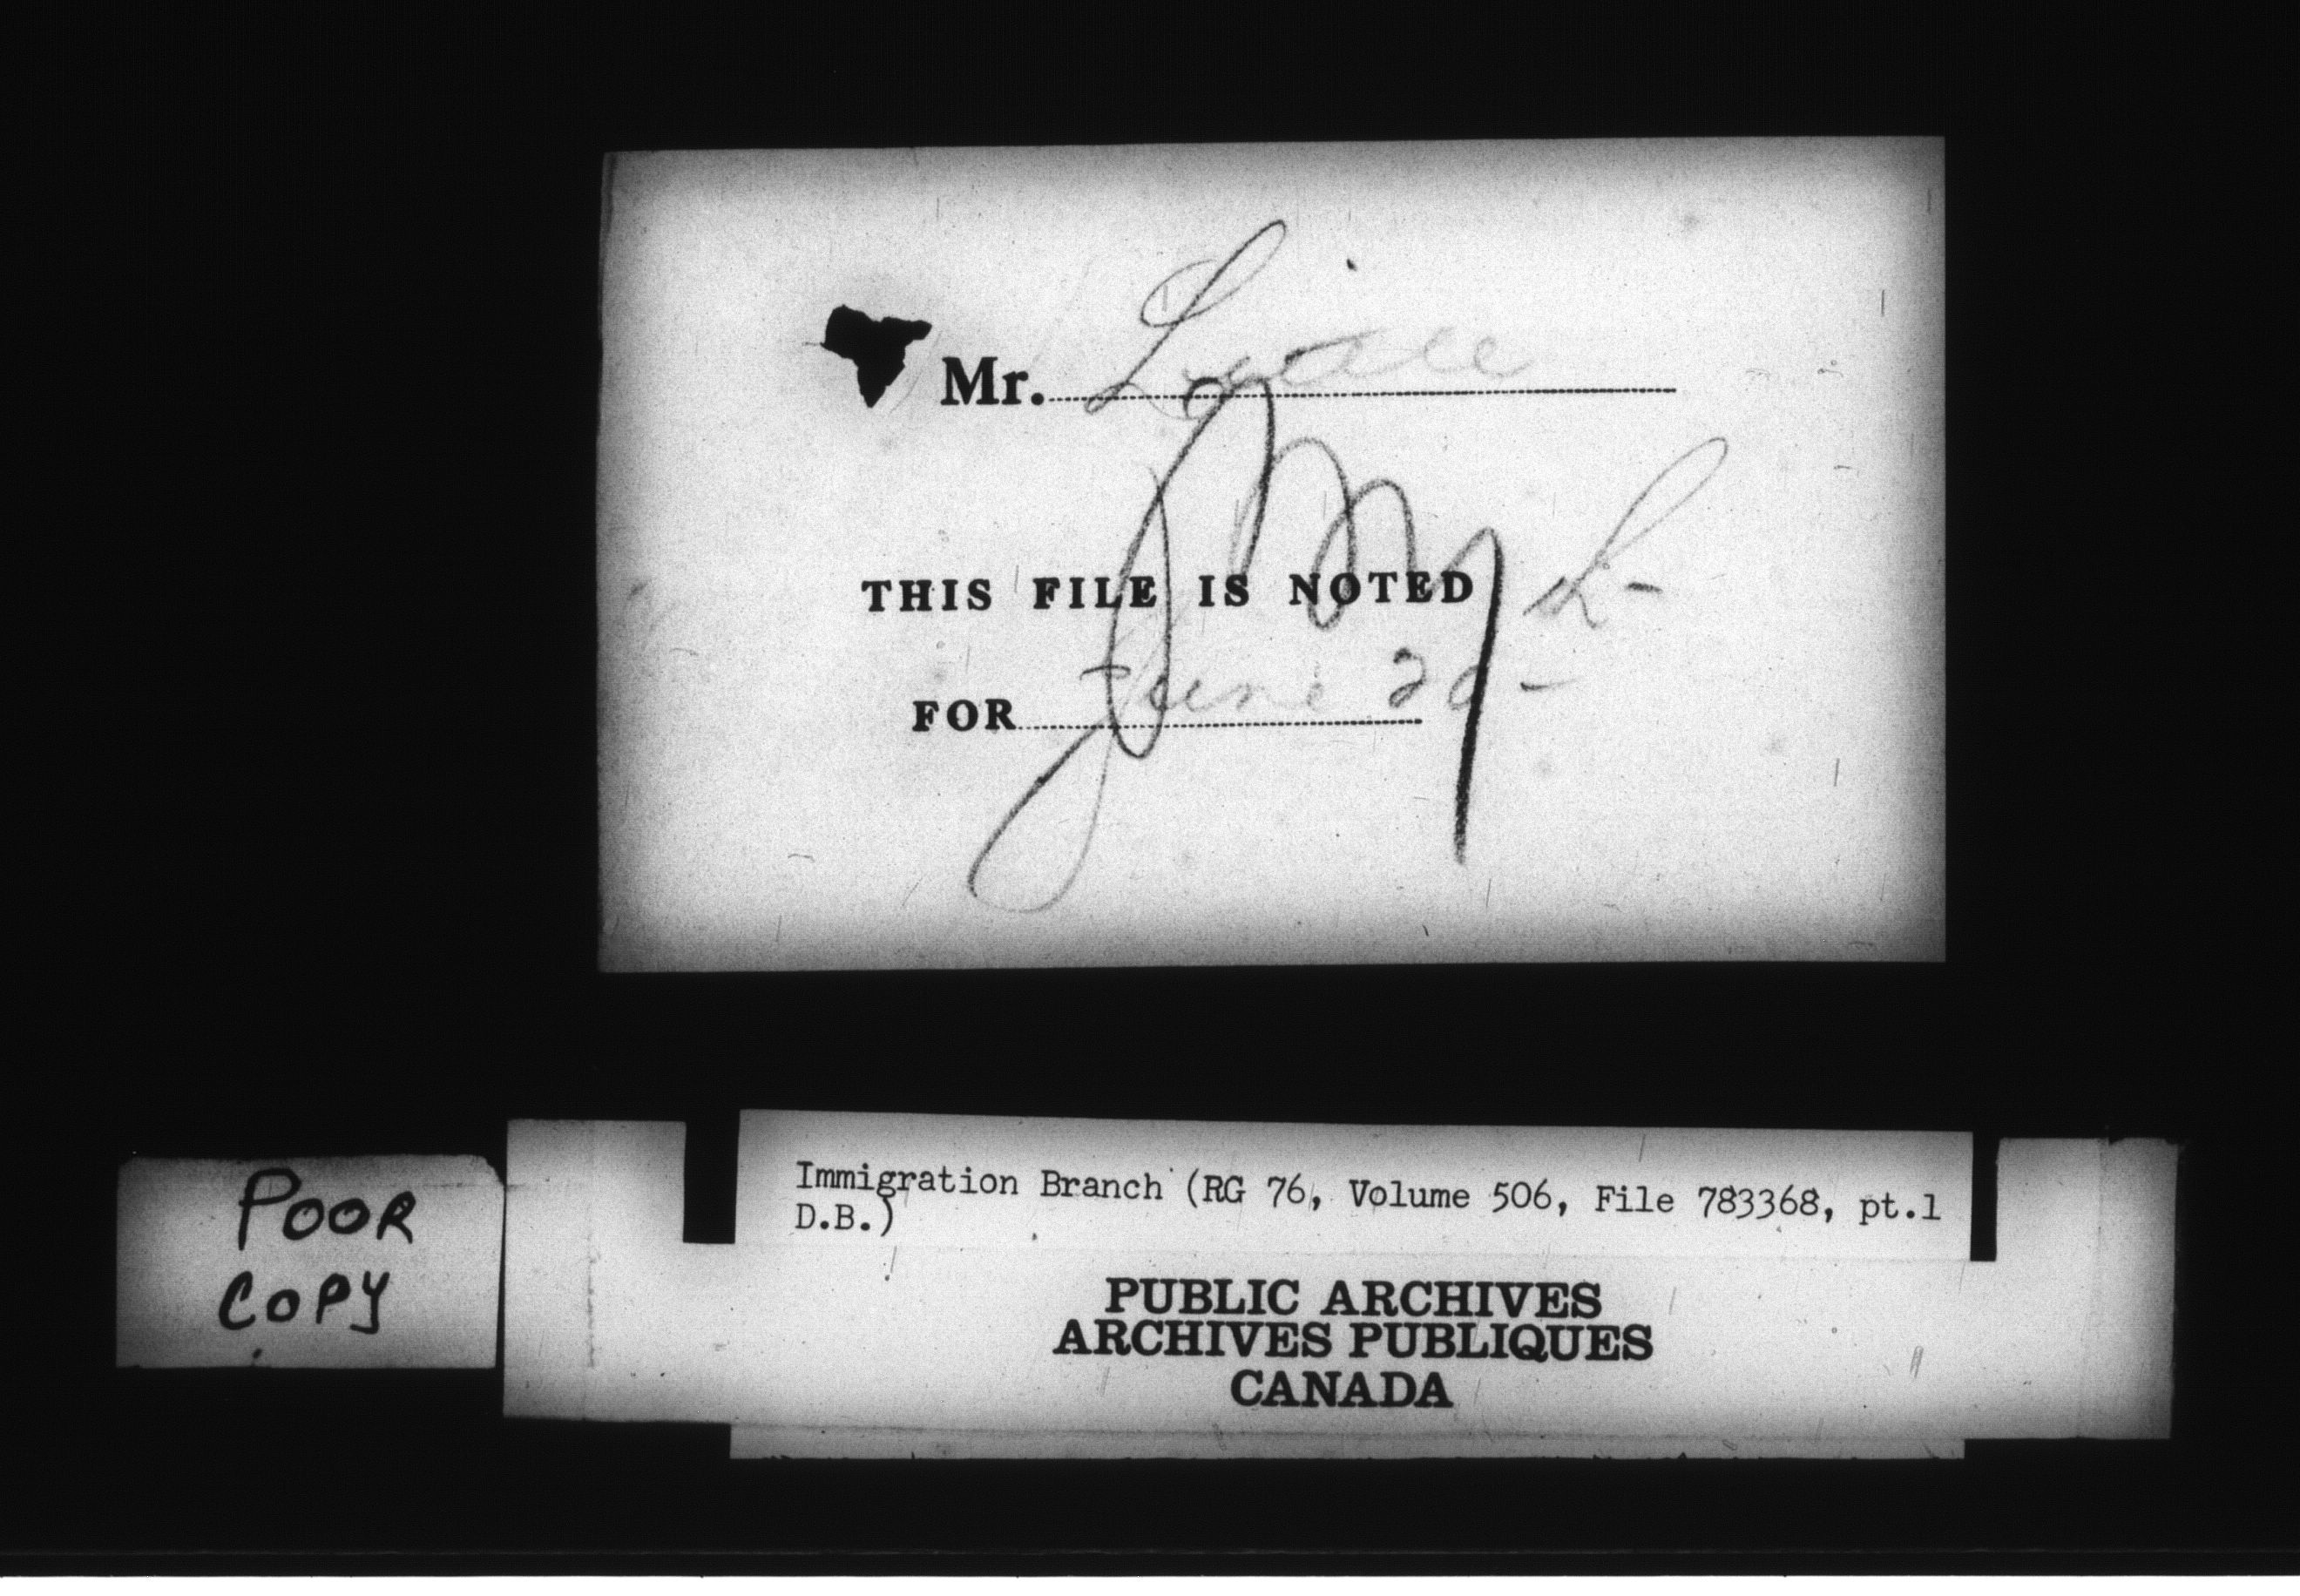 Mr.
THIS FILE IS NOTED
FOR June 20-
POOR
COPY
Immigration Branch (RG 76, Volume 506, File 783368, pt.1
D.B.)
PUBLIC ARCHIVES
ARCHIVES PUBLIQUES
CANADA